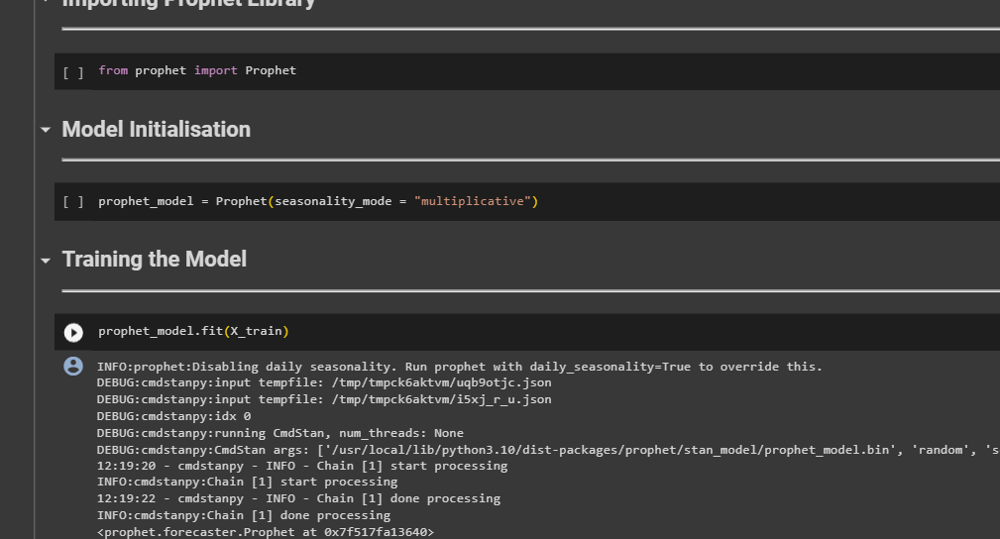 Importing Prophet Library
[ ] from prophet import Prophet
Model Initialisation
[ ] prophet_model = Prophet(seasonality_mode = "multiplicative")
Training the Model
prophet_model.fit(X_train)
INFO:prophet:Disabling daily seasonality. Run prophet with daily_seasonality=True to override this.
DEBUG:cmdstanpy:input tempfile: /tmp/tmpck6aktvm/uqb9otjc.json
DEBUG:cmdstanpy:input tempfile: /tmp/tmpck6aktvm/i5xj_r_u.json
DEBUG:cmdstanpy:idx 0
DEBUG:cmdstanpy:running CmdStan, num_threads: None
DEBUG:cmdstanpy:CmdStan args: ['/usr/local/lib/python3.10/dist-packages/prophet/stan_model/prophet_model.bin', 'random', 's
12:19:20 - cmdstanpy - INFO - Chain [1] start processing
INFO:cmdstanpy:Chain [1] start processing
12:19:22 - cmdstanpy - INFO - Chain [1] done processing
INFO:cmdstanpy:Chain [1] done processing
<prophet.forecaster.Prophet at 0x7f517fa13640>